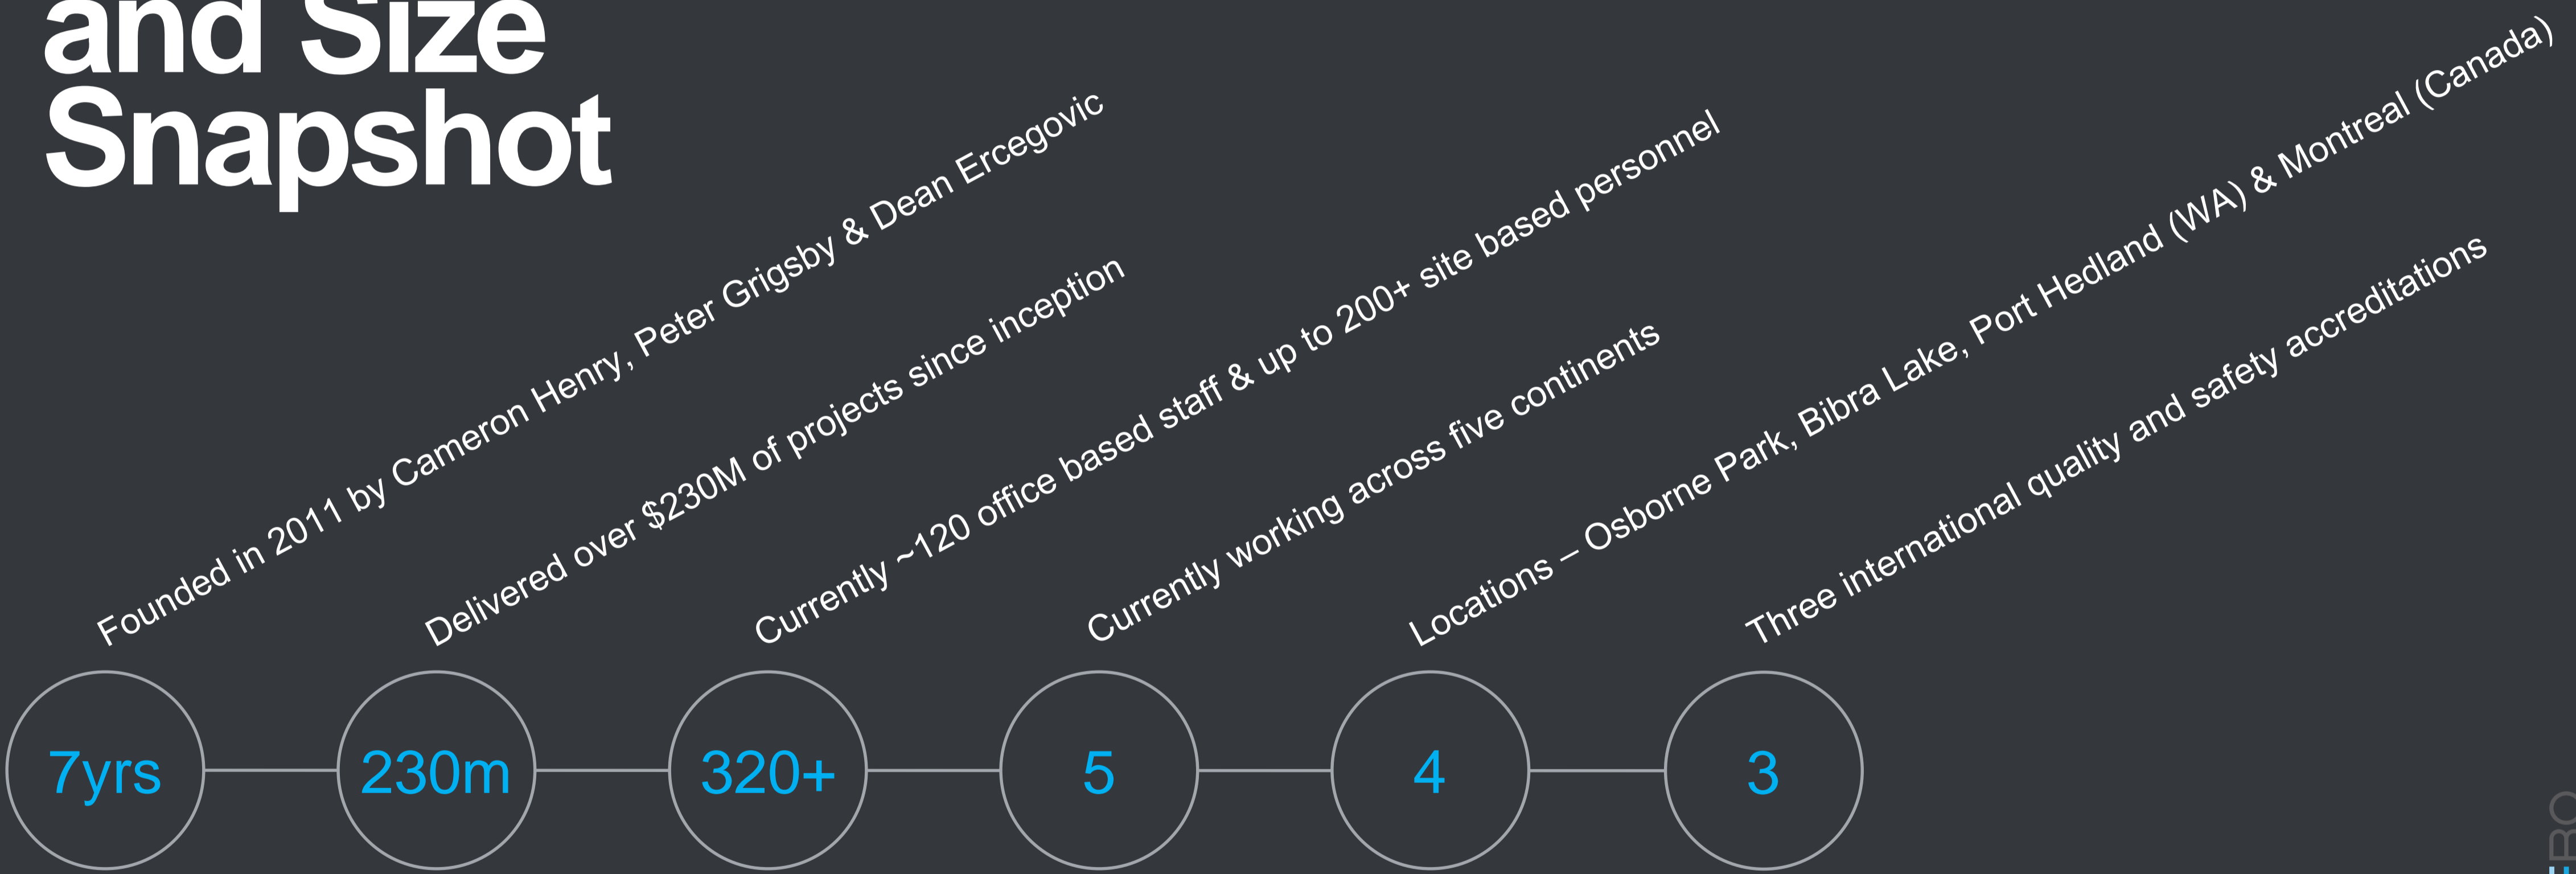 and Size
Snapshot
Founded in 2011 by Cameron Henry, Peter Grigsby & Dean Ercegovic
Delivered over $230M of projects since inception
Currently ~120 office based staff & up to 200+ site based personnel
Currently working across five continents
Locations – Osborne Park, Bibra Lake, Port Hedland (WA) & Montreal (Canada)
Three international quality and safety accreditations
7yrs
230m
320+
5
4
3